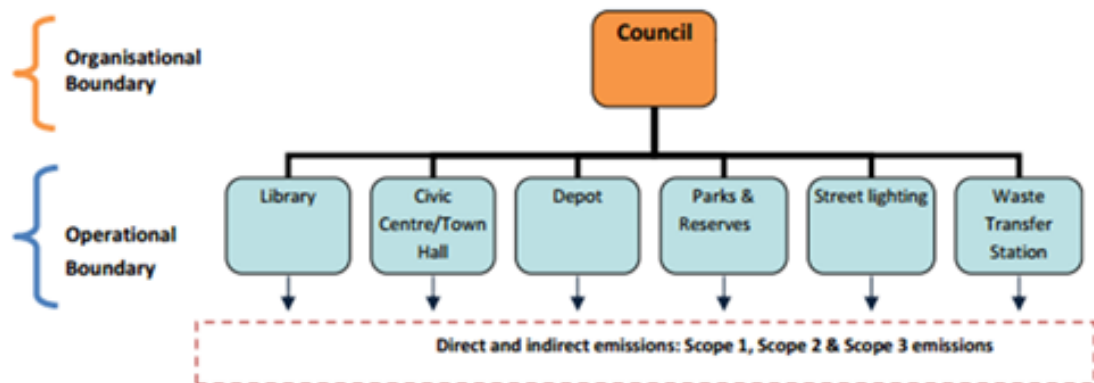 Organisational
Boundary
Council
Operational
Boundary
Library
Civic
Centre/Town
Hall
Depot
Parks &
Reserves
Street lighting
Waste
Transfer
Station
Direct and indirect emissions: Scope 1, Scope 2 & Scope 3 emissions